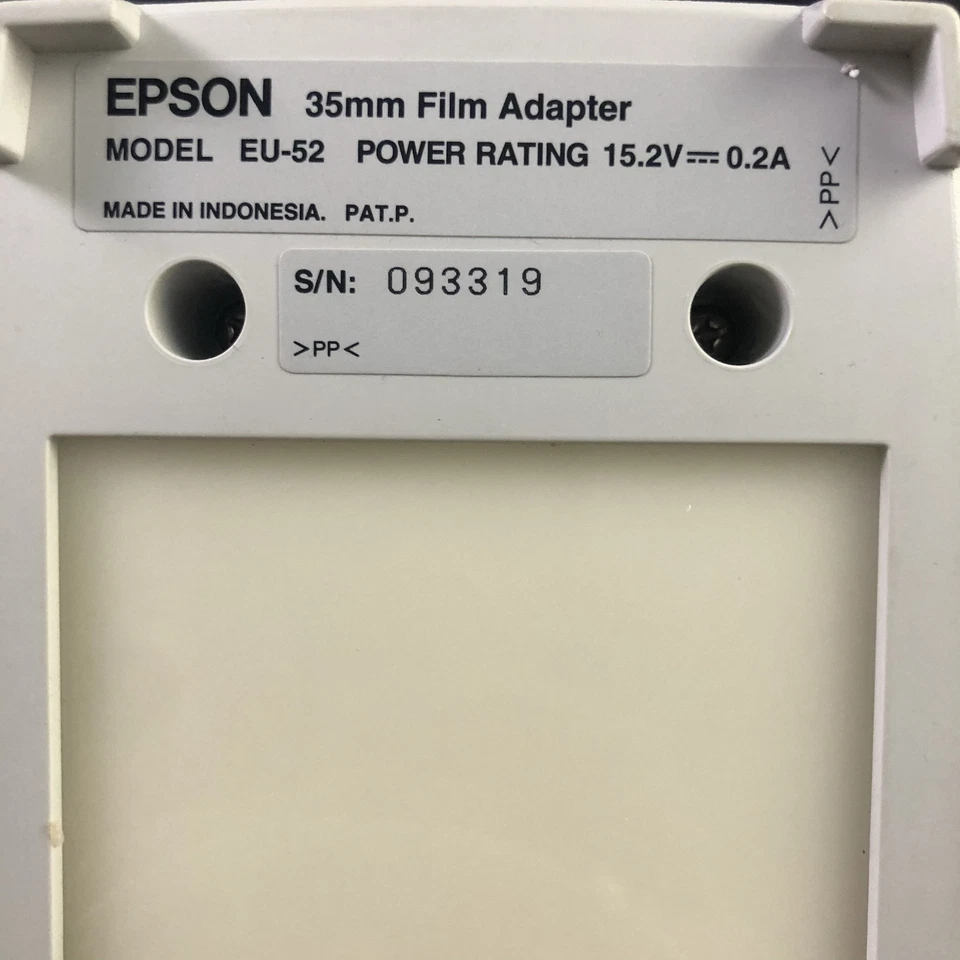 EPSON 35mm Film Adapter
MODEL EU-52 POWER RATING 15.2V⎓0.2A
MADE IN INDONESIA. PAT.P.
>PP<
S/N: 093319
>PP<